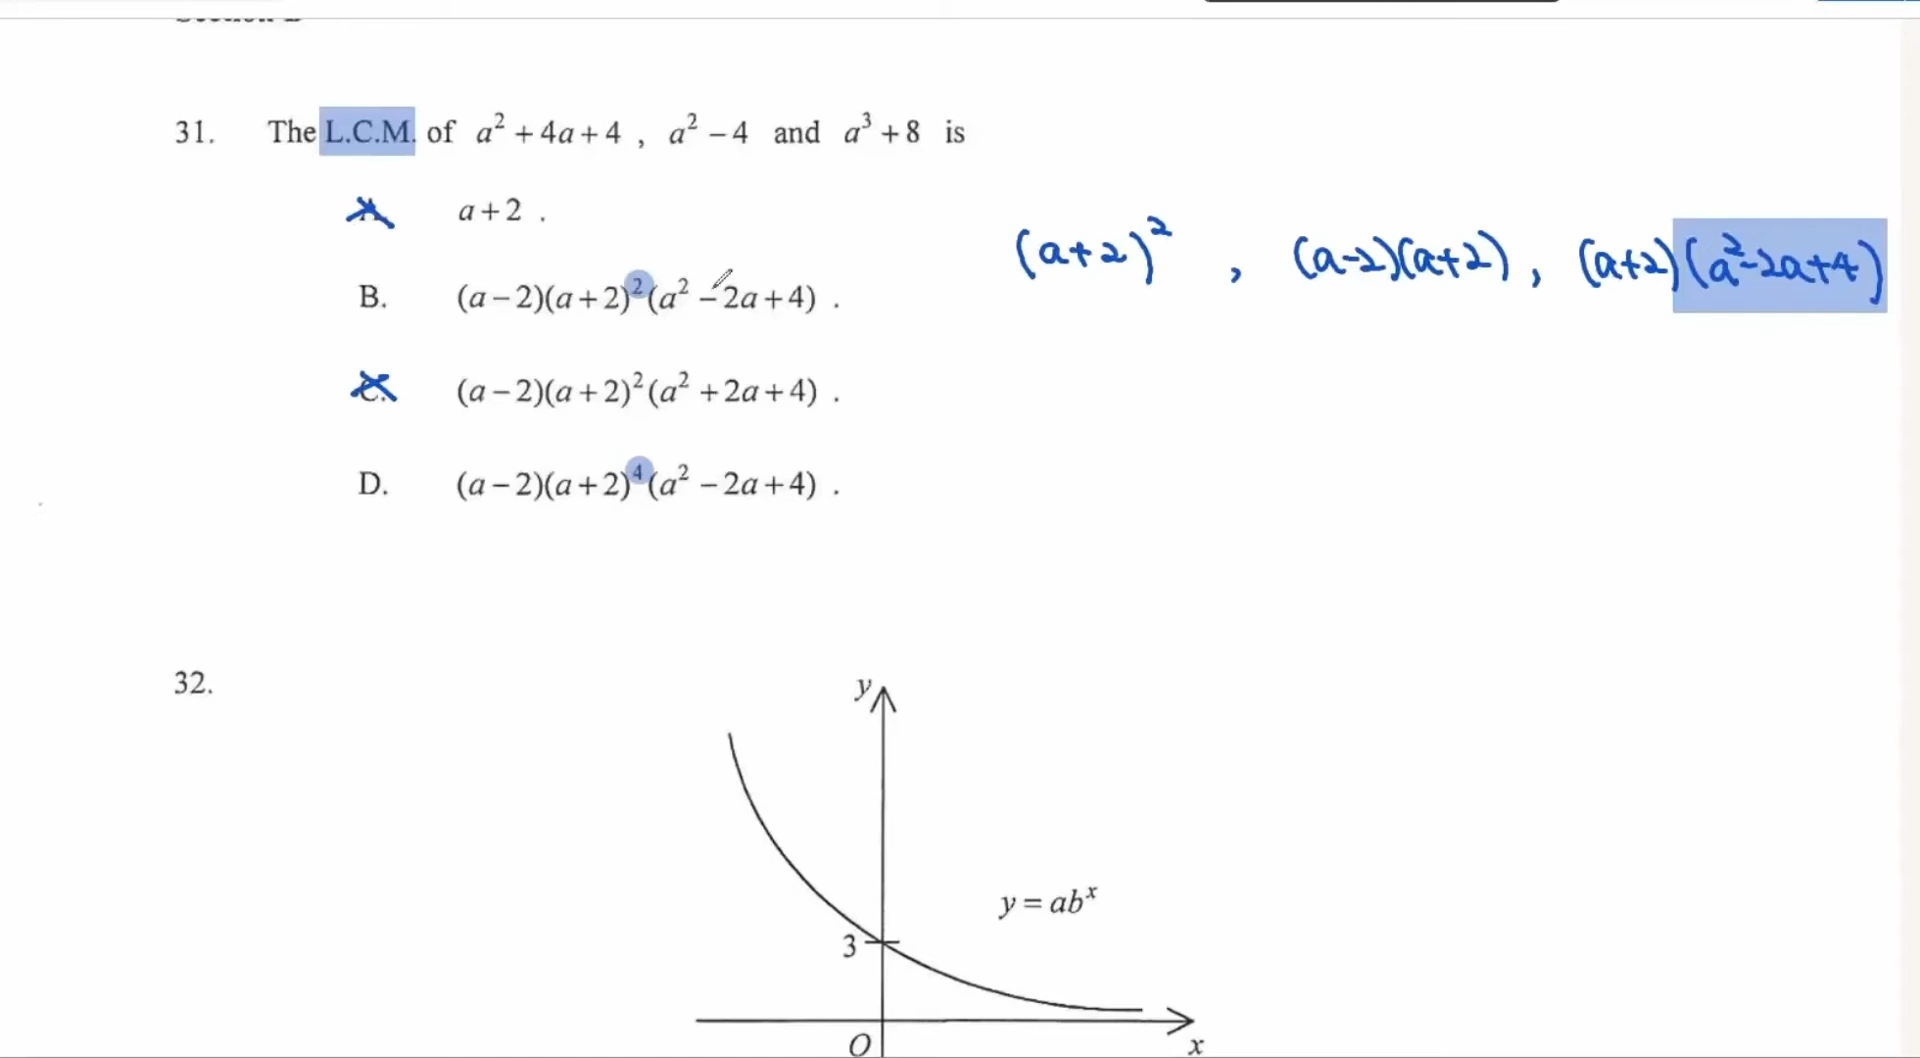 31. The L.C.M. of a² + 4a + 4 , a² − 4 and a³ + 8 is
A. a + 2 .
(a+2)² , (a-2)(a+2) , (a+2)(a²-2a+4)
B. (a − 2)(a + 2)²(a² − 2a + 4) .
C. (a − 2)(a + 2)²(a² + 2a + 4) .
D. (a − 2)(a + 2)⁴(a² − 2a + 4) .
32.
y
y = abˣ
3
O
x